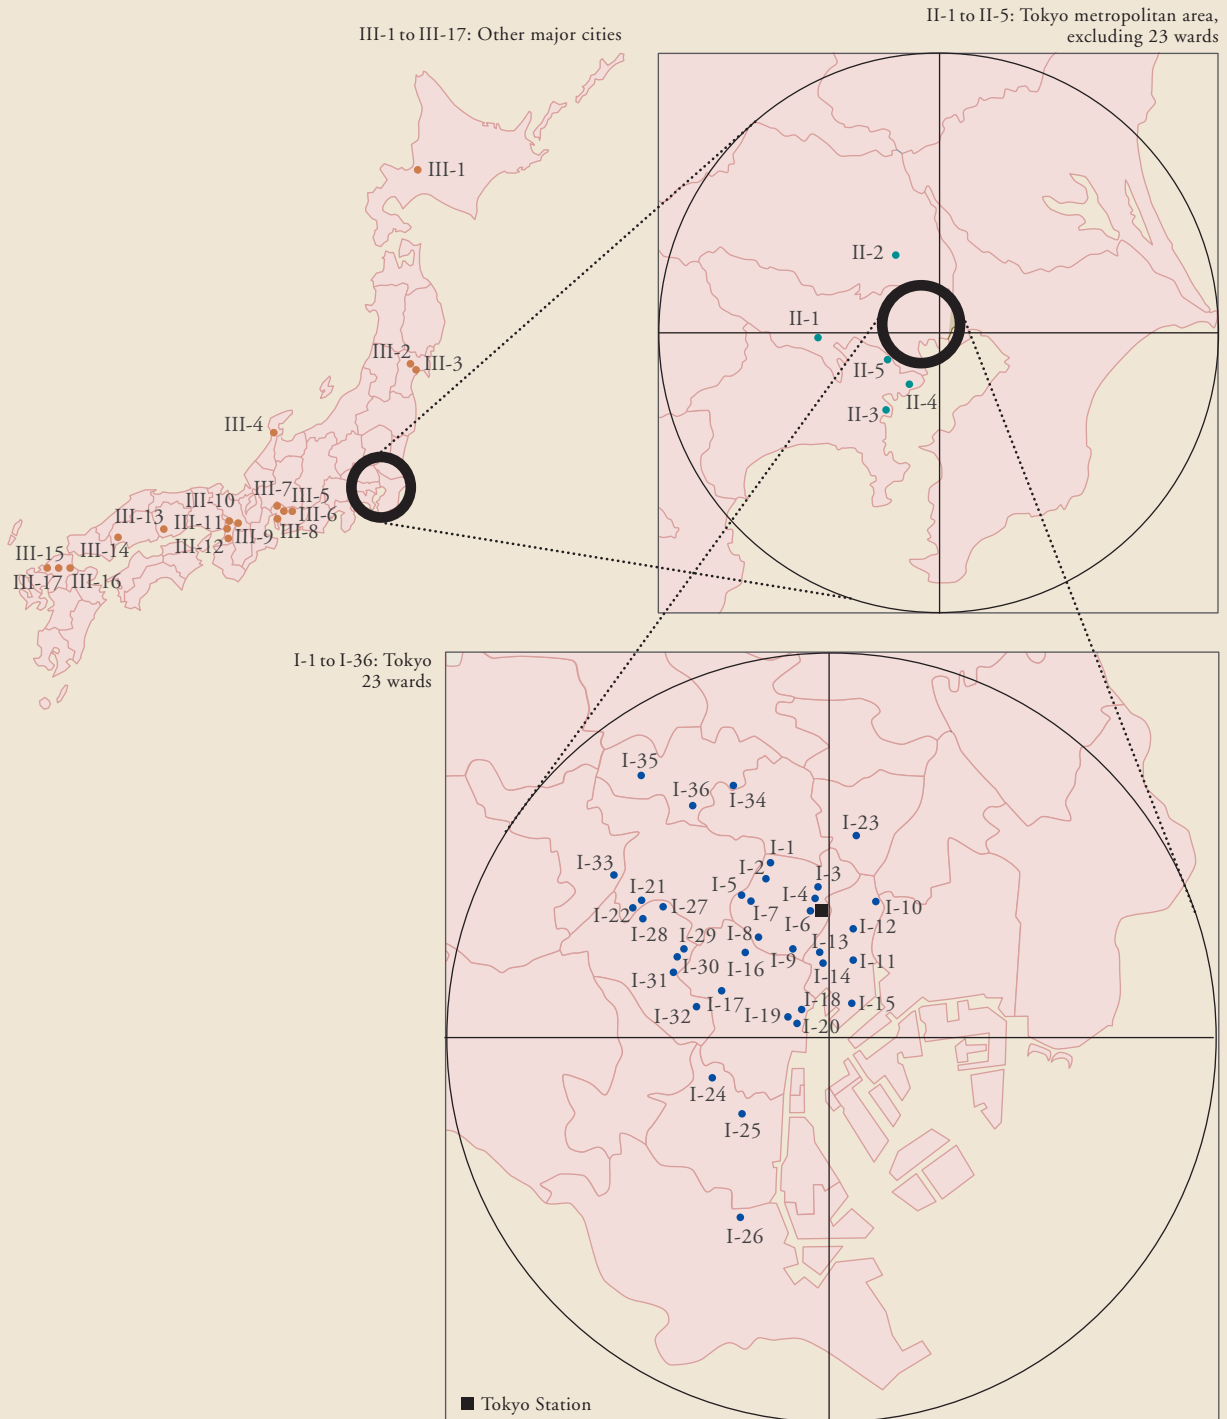 II-1 to II-5: Tokyo metropolitan area,
excluding 23 wards
III-1 to III-17: Other major cities
III-1
III-2
III-3
III-4
III-7
III-5
III-10
III-6
III-13
III-11
III-8
III-9
III-12
III-14
III-15
III-17
III-16
II-2
II-1
II-5
II-4
II-3
I-1 to I-36: Tokyo
23 wards
I-35
I-36
I-34
I-23
I-1
I-2
I-33
I-3
I-5
I-4
I-21
I-22
I-27
I-7
I-10
I-6
I-28
I-8
I-12
I-29
I-13
I-9
I-11
I-30
I-16
I-14
I-31
I-17
I-18
I-15
I-32
I-19
I-20
I-24
I-25
I-26
Tokyo Station